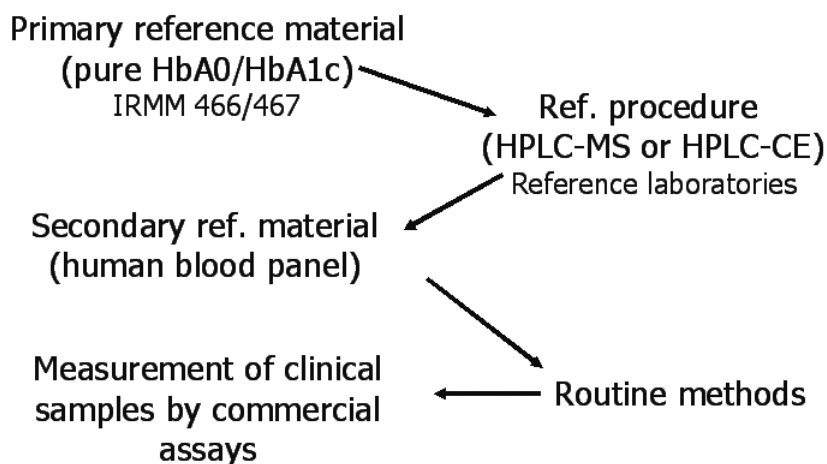 Primary reference material
(pure HbA0/HbA1c)
IRMM 466/467
Ref. procedure
(HPLC-MS or HPLC-CE)
Reference laboratories
Secondary ref. material
(human blood panel)
Measurement of clinical
samples by commercial
assays
Routine methods